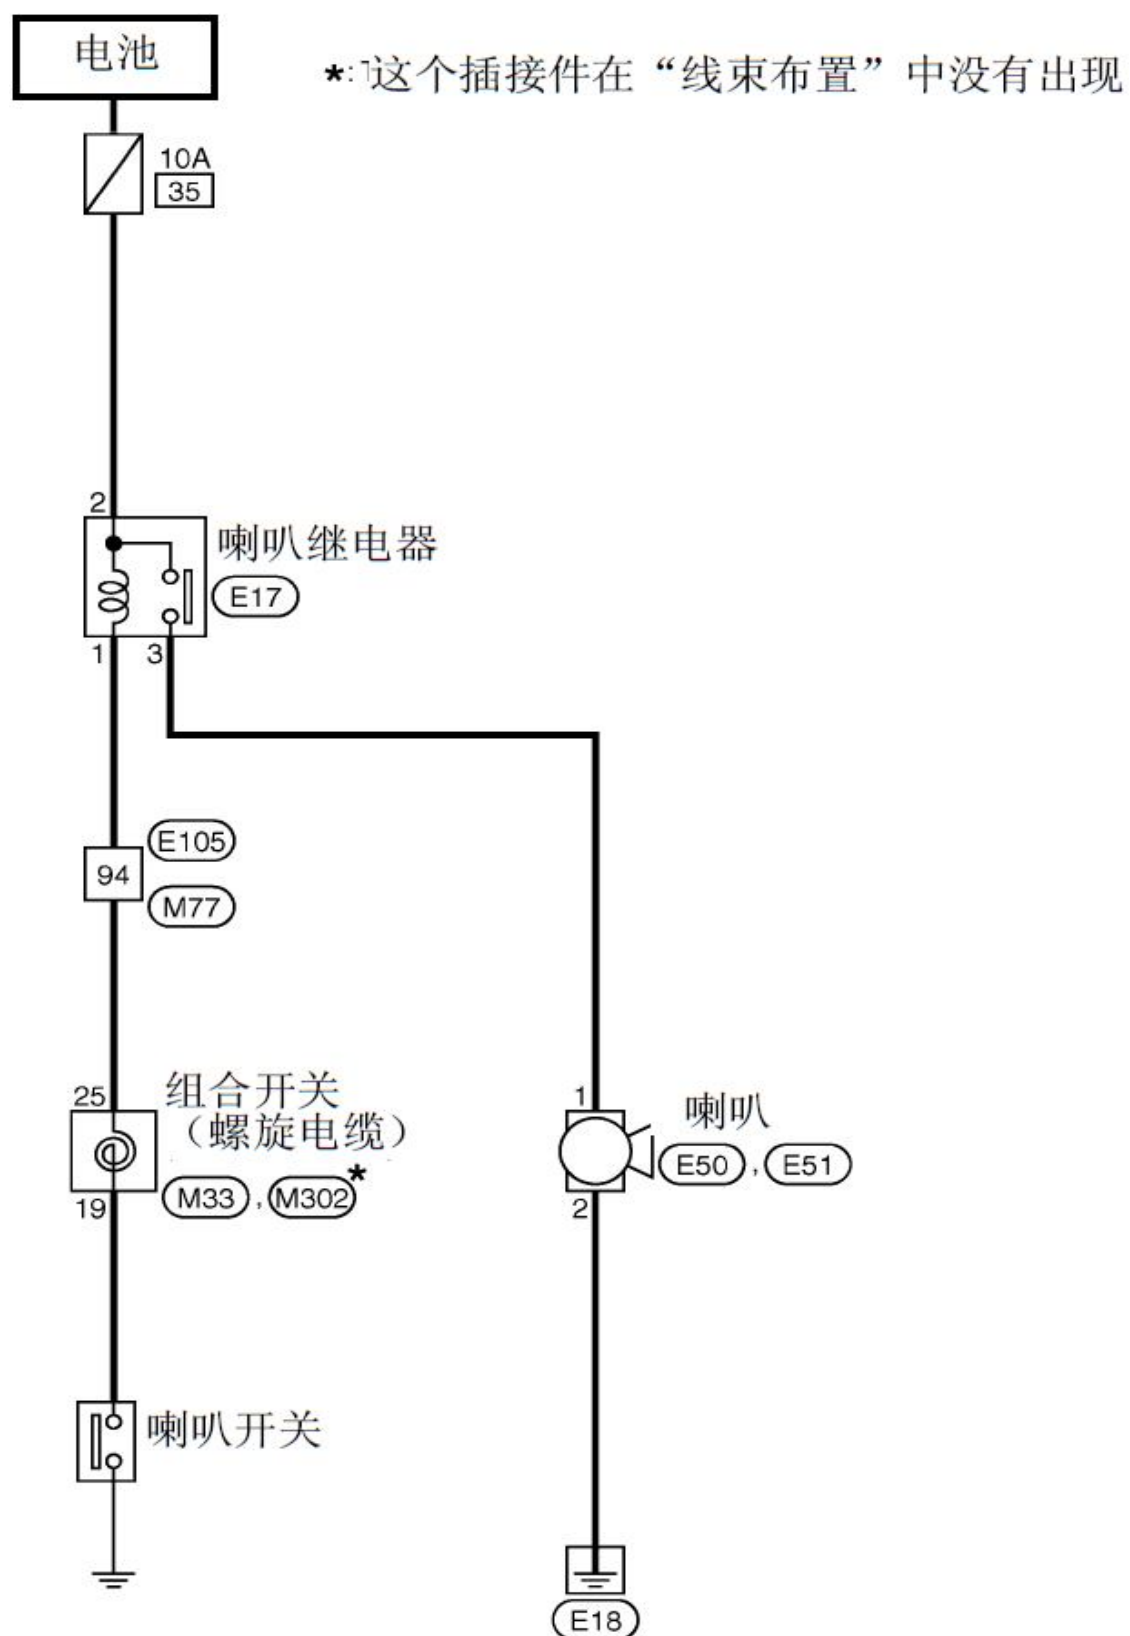 电池
*:这个插接件在“线束布置”中没有出现
10A
35
2
喇叭继电器
E17
1 3
E105
94
M77
25
组合开关
（螺旋电缆）
M33 , M302*
19
1
喇叭
E50 , E51
2
喇叭开关
E18